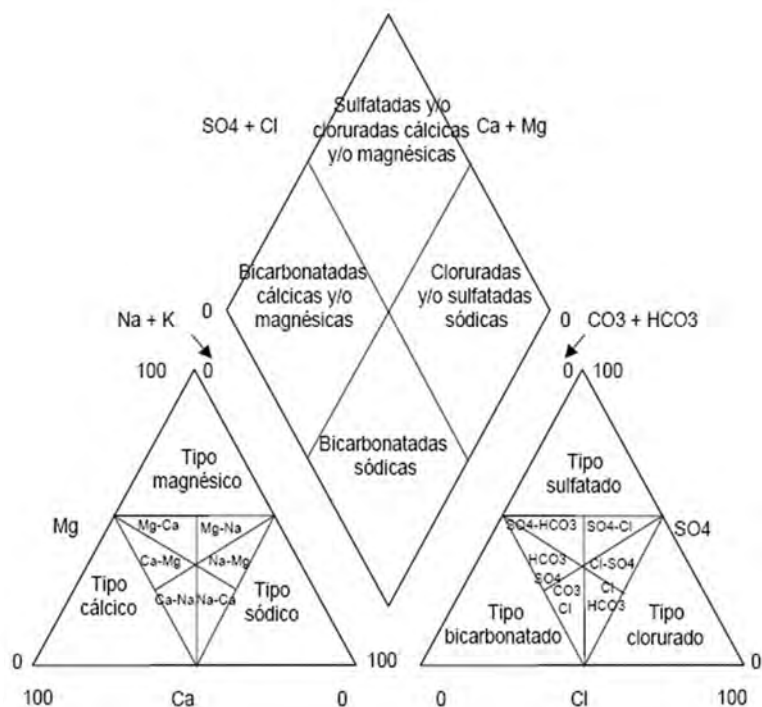 Sulfatadas y/o
cloruradas cálcicas
y/o magnésicas
SO4 + Cl
Ca + Mg
Bicarbonatadas
cálcicas y/o
magnésicas
Cloruradas
y/o sulfatadas
sódicas
0
0
Na + K
CO3 + HCO3
100
0
0
100
Bicarbonatadas
sódicas
Tipo
magnésico
Mg
Mg-Ca
Mg-Na
Ca-Mg
Na-Mg
Ca-Na
Na-Ca
Tipo
cálcico
Tipo
sódico
0
100
100
Ca
0
Tipo
sulfatado
SO4
SO4-HCO3
SO4-Cl
HCO3
SO4
Cl-SO4
CO3
Cl
Cl
HCO3
Tipo
bicarbonatado
Tipo
clorurado
0
0
Cl
100